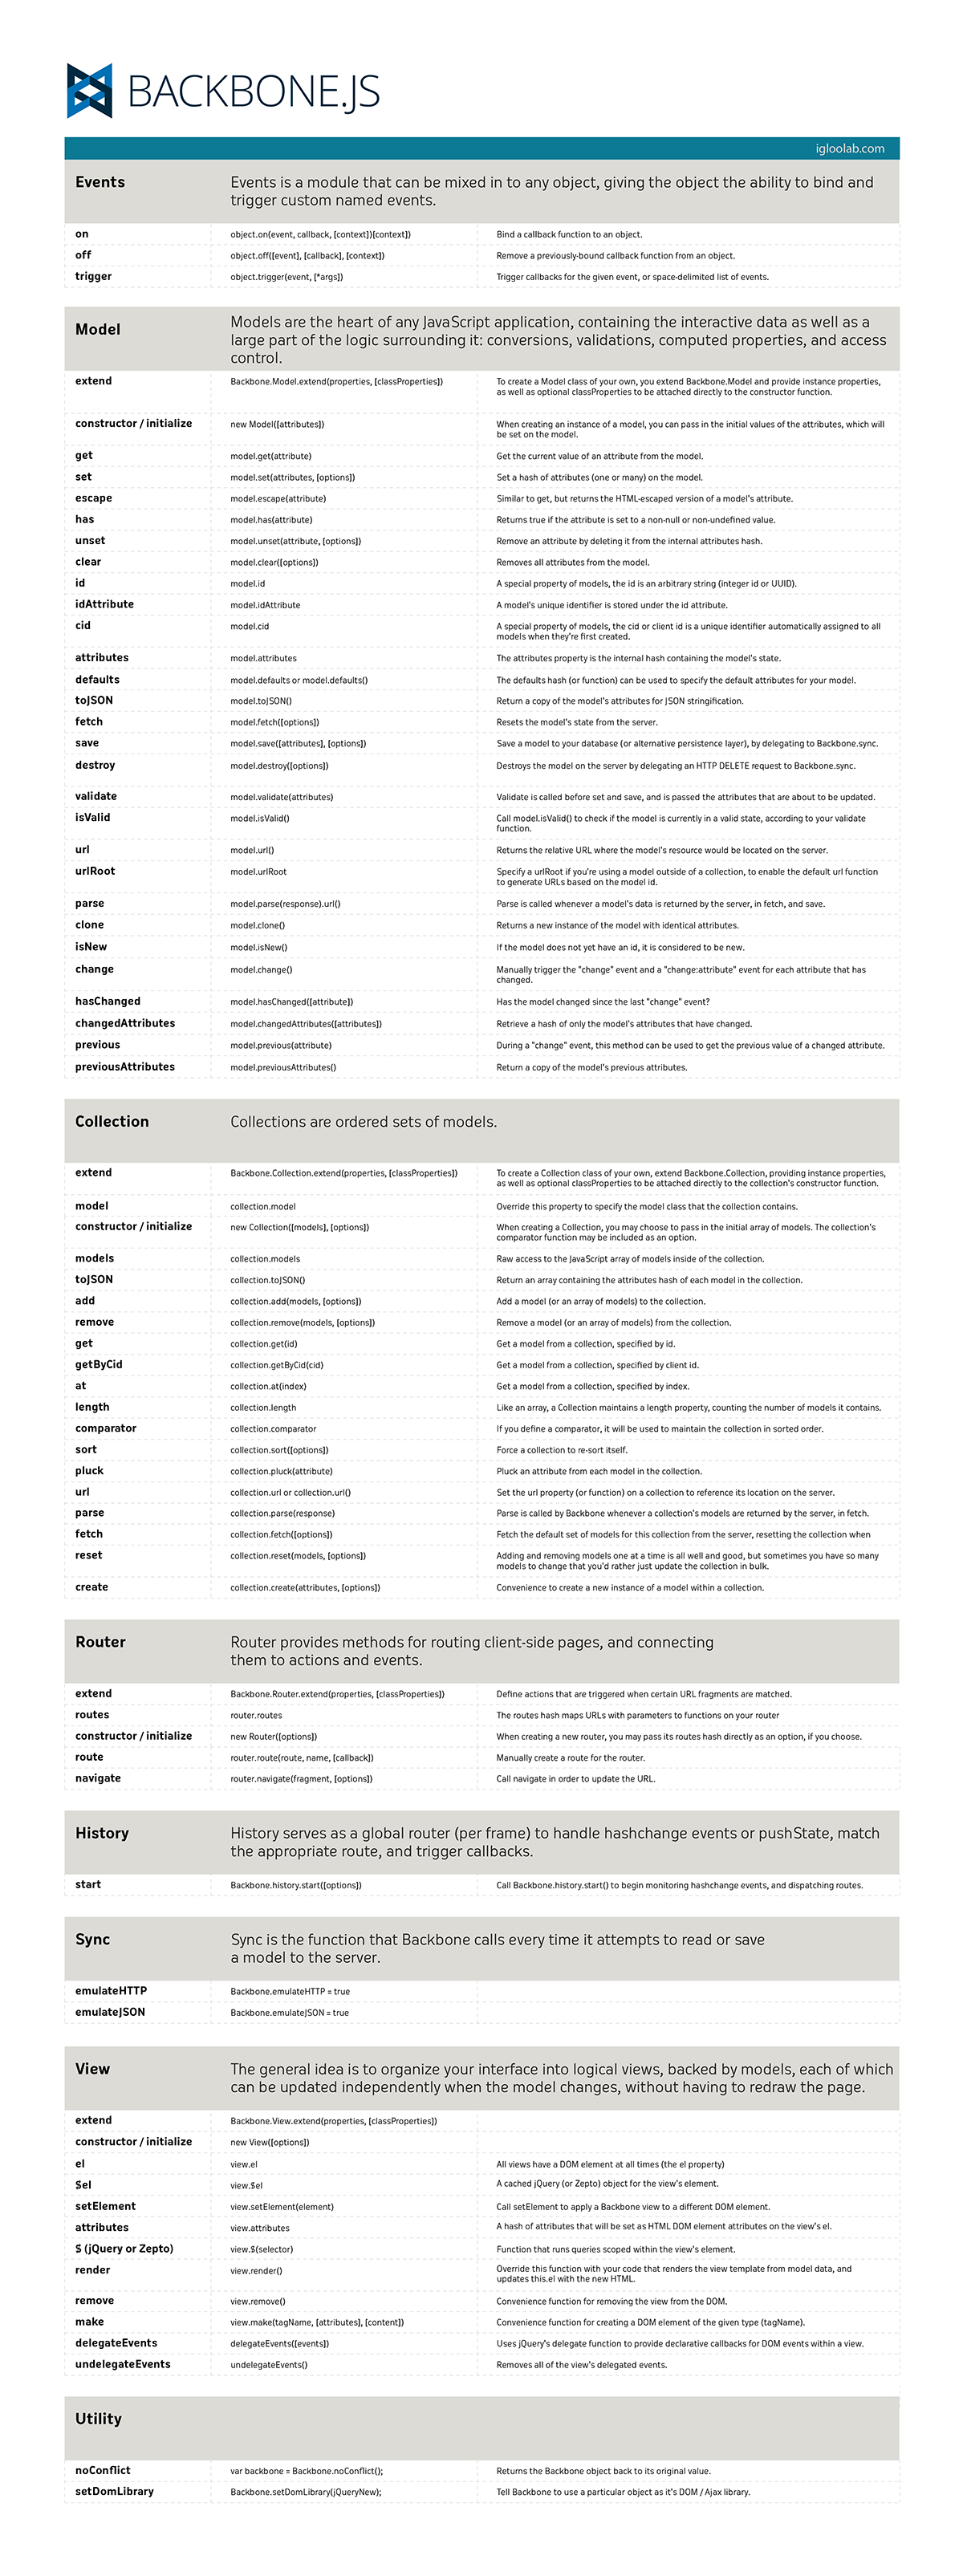 BACKBONE.JS
igloolab.com
Events
Events is a module that can be mixed in to any object, giving the object the ability to bind and
trigger custom named events.
on object.on(event, callback, [context])[context]) Bind a callback function to an object.
off object.off([event], [callback], [context]) Remove a previously-bound callback function from an object.
trigger object.trigger(event, [*args]) Trigger callbacks for the given event, or space-delimited list of events.
Model
Models are the heart of any JavaScript application, containing the interactive data as well as a
large part of the logic surrounding it: conversions, validations, computed properties, and access
control.
extend Backbone.Model.extend(properties, [classProperties]) To create a Model class of your own, you extend Backbone.Model and provide instance properties,
as well as optional classProperties to be attached directly to the constructor function.
constructor / initialize new Model([attributes]) When creating an instance of a model, you can pass in the initial values of the attributes, which will
be set on the model.
get model.get(attribute) Get the current value of an attribute from the model.
set model.set(attributes, [options]) Set a hash of attributes (one or many) on the model.
escape model.escape(attribute) Similar to get, but returns the HTML-escaped version of a model's attribute.
has model.has(attribute) Returns true if the attribute is set to a non-null or non-undefined value.
unset model.unset(attribute, [options]) Remove an attribute by deleting it from the internal attributes hash.
clear model.clear([options]) Removes all attributes from the model.
id model.id A special property of models, the id is an arbitrary string (integer id or UUID).
idAttribute model.idAttribute A model's unique identifier is stored under the id attribute.
cid model.cid A special property of models, the cid or client id is a unique identifier automatically assigned to all
models when they're first created.
attributes model.attributes The attributes property is the internal hash containing the model's state.
defaults model.defaults or model.defaults() The defaults hash (or function) can be used to specify the default attributes for your model.
toJSON model.toJSON() Return a copy of the model's attributes for JSON stringification.
fetch model.fetch([options]) Resets the model's state from the server.
save model.save([attributes], [options]) Save a model to your database (or alternative persistence layer), by delegating to Backbone.sync.
destroy model.destroy([options]) Destroys the model on the server by delegating an HTTP DELETE request to Backbone.sync.
validate model.validate(attributes) Validate is called before set and save, and is passed the attributes that are about to be updated.
isValid model.isValid() Call model.isValid() to check if the model is currently in a valid state, according to your validate
function.
url model.url() Returns the relative URL where the model's resource would be located on the server.
urlRoot model.urlRoot Specify a urlRoot if you're using a model outside of a collection, to enable the default url function
to generate URLs based on the model id.
parse model.parse(response).url() Parse is called whenever a model's data is returned by the server, in fetch, and save.
clone model.clone() Returns a new instance of the model with identical attributes.
isNew model.isNew() If the model does not yet have an id, it is considered to be new.
change model.change() Manually trigger the "change" event and a "change:attribute" event for each attribute that has
changed.
hasChanged model.hasChanged([attribute]) Has the model changed since the last "change" event?
changedAttributes model.changedAttributes([attributes]) Retrieve a hash of only the model's attributes that have changed.
previous model.previous(attribute) During a "change" event, this method can be used to get the previous value of a changed attribute.
previousAttributes model.previousAttributes() Return a copy of the model's previous attributes.
Collection
Collections are ordered sets of models.
extend Backbone.Collection.extend(properties, [classProperties]) To create a Collection class of your own, extend Backbone.Collection, providing instance properties,
as well as optional classProperties to be attached directly to the collection's constructor function.
model collection.model Override this property to specify the model class that the collection contains.
constructor / initialize new Collection([models], [options]) When creating a Collection, you may choose to pass in the initial array of models. The collection's
comparator function may be included as an option.
models collection.models Raw access to the JavaScript array of models inside of the collection.
toJSON collection.toJSON() Return an array containing the attributes hash of each model in the collection.
add collection.add(models, [options]) Add a model (or an array of models) to the collection.
remove collection.remove(models, [options]) Remove a model (or an array of models) from the collection.
get collection.get(id) Get a model from a collection, specified by id.
getByCid collection.getByCid(cid) Get a model from a collection, specified by client id.
at collection.at(index) Get a model from a collection, specified by index.
length collection.length Like an array, a Collection maintains a length property, counting the number of models it contains.
comparator collection.comparator If you define a comparator, it will be used to maintain the collection in sorted order.
sort collection.sort([options]) Force a collection to re-sort itself.
pluck collection.pluck(attribute) Pluck an attribute from each model in the collection.
url collection.url or collection.url() Set the url property (or function) on a collection to reference its location on the server.
parse collection.parse(response) Parse is called by Backbone whenever a collection's models are returned by the server, in fetch.
fetch collection.fetch([options]) Fetch the default set of models for this collection from the server, resetting the collection when
reset collection.reset(models, [options]) Adding and removing models one at a time is all well and good, but sometimes you have so many
models to change that you'd rather just update the collection in bulk.
create collection.create(attributes, [options]) Convenience to create a new instance of a model within a collection.
Router
Router provides methods for routing client-side pages, and connecting
them to actions and events.
extend Backbone.Router.extend(properties, [classProperties]) Define actions that are triggered when certain URL fragments are matched.
routes router.routes The routes hash maps URLs with parameters to functions on your router
constructor / initialize new Router([options]) When creating a new router, you may pass its routes hash directly as an option, if you choose.
route router.route(route, name, [callback]) Manually create a route for the router.
navigate router.navigate(fragment, [options]) Call navigate in order to update the URL.
History
History serves as a global router (per frame) to handle hashchange events or pushState, match
the appropriate route, and trigger callbacks.
start Backbone.history.start([options]) Call Backbone.history.start() to begin monitoring hashchange events, and dispatching routes.
Sync
Sync is the function that Backbone calls every time it attempts to read or save
a model to the server.
emulateHTTP Backbone.emulateHTTP = true
emulateJSON Backbone.emulateJSON = true
View
The general idea is to organize your interface into logical views, backed by models, each of which
can be updated independently when the model changes, without having to redraw the page.
extend Backbone.View.extend(properties, [classProperties])
constructor / initialize new View([options])
el view.el All views have a DOM element at all times (the el property)
$el view.$el A cached jQuery (or Zepto) object for the view's element.
setElement view.setElement(element) Call setElement to apply a Backbone view to a different DOM element.
attributes view.attributes A hash of attributes that will be set as HTML DOM element attributes on the view's el.
$ (jQuery or Zepto) view.$(selector) Function that runs queries scoped within the view's element.
render view.render() Override this function with your code that renders the view template from model data, and
updates this.el with the new HTML.
remove view.remove() Convenience function for removing the view from the DOM.
make view.make(tagName, [attributes], [content]) Convenience function for creating a DOM element of the given type (tagName).
delegateEvents delegateEvents([events]) Uses jQuery's delegate function to provide declarative callbacks for DOM events within a view.
undelegateEvents undelegateEvents() Removes all of the view's delegated events.
Utility
noConflict var backbone = Backbone.noConflict(); Returns the Backbone object back to its original value.
setDomLibrary Backbone.setDomLibrary(jQueryNew); Tell Backbone to use a particular object as it's DOM / Ajax library.